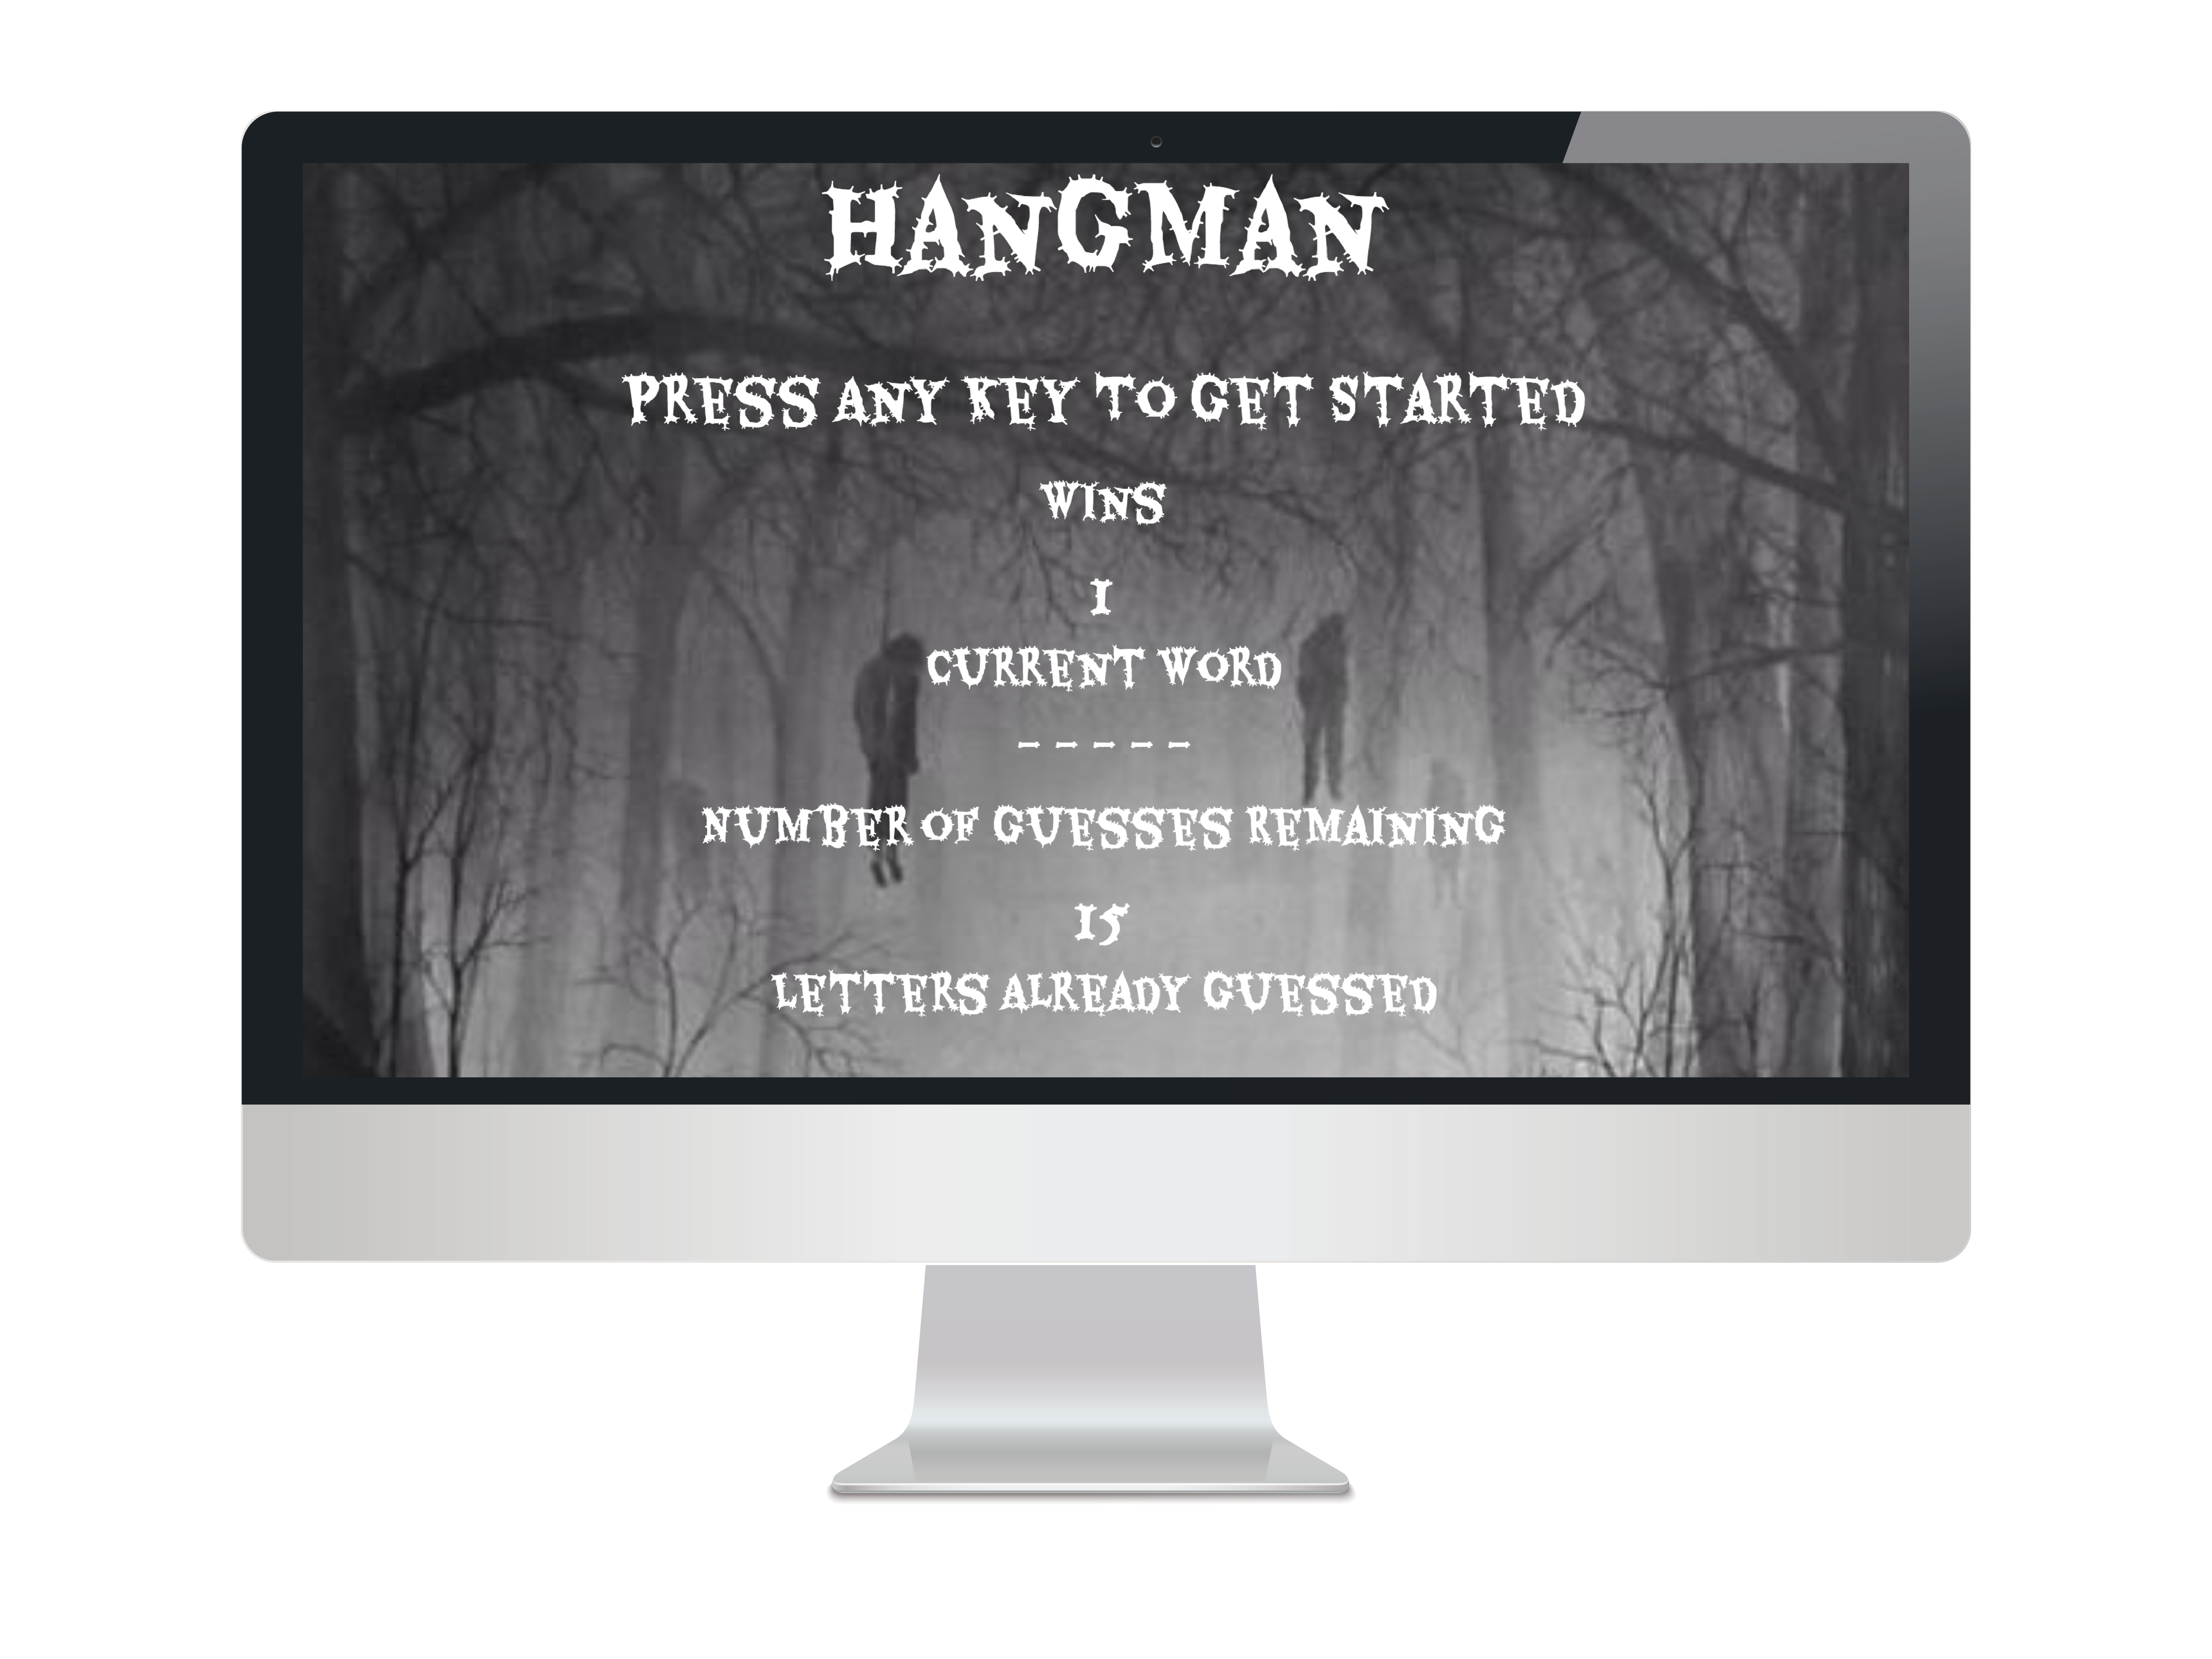 HANGMAN
PRESS ANY KEY TO GET STARTED
WINS
1
CURRENT WORD
- - - - -
NUMBER OF GUESSES REMAINING
15
LETTERS ALREADY GUESSED